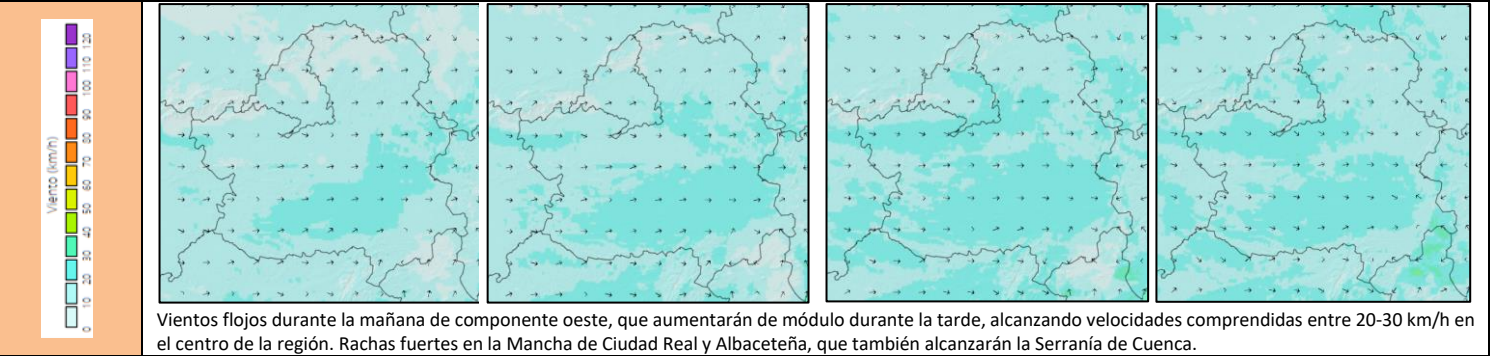 Viento (km/h)
0 10 20 30 40 50 60 70 80 90 100 110 120
Vientos flojos durante la mañana de componente oeste, que aumentarán de módulo durante la tarde, alcanzando velocidades comprendidas entre 20-30 km/h en
el centro de la región. Rachas fuertes en la Mancha de Ciudad Real y Albaceteña, que también alcanzarán la Serranía de Cuenca.